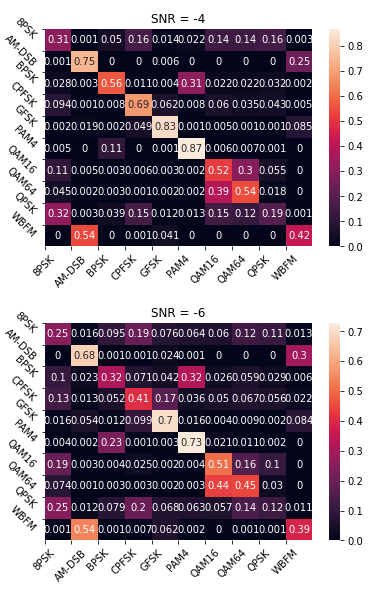 SNR = -4
8PSK 0.31 0.001 0.05 0.16 0.014 0.022 0.14 0.14 0.16 0.003
AM-DSB 0.001 0.75 0 0 0.006 0 0 0 0 0.25
BPSK 0.028 0.003 0.56 0.011 0.004 0.31 0.022 0.022 0.032 0.002
CPFSK 0.094 0.001 0.008 0.69 0.062 0.008 0.06 0.035 0.043 0.005
GFSK 0.002 0.019 0.002 0.049 0.83 0.001 0.005 0.001 0.001 0.085
PAM4 0.005 0 0.11 0 0.001 0.87 0.006 0.007 0.001 0
QAM16 0.11 0.005 0.003 0.006 0.003 0.002 0.52 0.3 0.055 0
QAM64 0.045 0.002 0.003 0.001 0.002 0.002 0.39 0.54 0.018 0
QPSK 0.32 0.003 0.039 0.15 0.012 0.013 0.15 0.12 0.19 0.001
WBFM 0 0.54 0 0.001 0.041 0 0 0 0 0.42
8PSK AM-DSB BPSK CPFSK GFSK PAM4 QAM16 QAM64 QPSK WBFM
0.8
0.7
0.6
0.5
0.4
0.3
0.2
0.1
0.0
SNR = -6
8PSK 0.25 0.016 0.095 0.19 0.076 0.064 0.06 0.12 0.11 0.013
AM-DSB 0 0.68 0.001 0.001 0.024 0.001 0 0 0 0.3
BPSK 0.1 0.023 0.32 0.071 0.042 0.32 0.026 0.059 0.029 0.006
CPFSK 0.13 0.013 0.052 0.41 0.17 0.036 0.05 0.067 0.056 0.022
GFSK 0.016 0.054 0.012 0.099 0.7 0.016 0.004 0.009 0.002 0.084
PAM4 0.004 0.002 0.23 0.001 0.003 0.73 0.021 0.011 0.002 0
QAM16 0.19 0.003 0.004 0.025 0.002 0.004 0.51 0.16 0.1 0
QAM64 0.074 0.001 0.003 0.003 0.002 0.004 0.44 0.45 0.03 0
QPSK 0.25 0.012 0.079 0.2 0.068 0.063 0.057 0.14 0.12 0.011
WBFM 0.001 0.54 0.001 0.007 0.062 0.002 0 0.001 0.001 0.39
8PSK AM-DSB BPSK CPFSK GFSK PAM4 QAM16 QAM64 QPSK WBFM
0.7
0.6
0.5
0.4
0.3
0.2
0.1
0.0